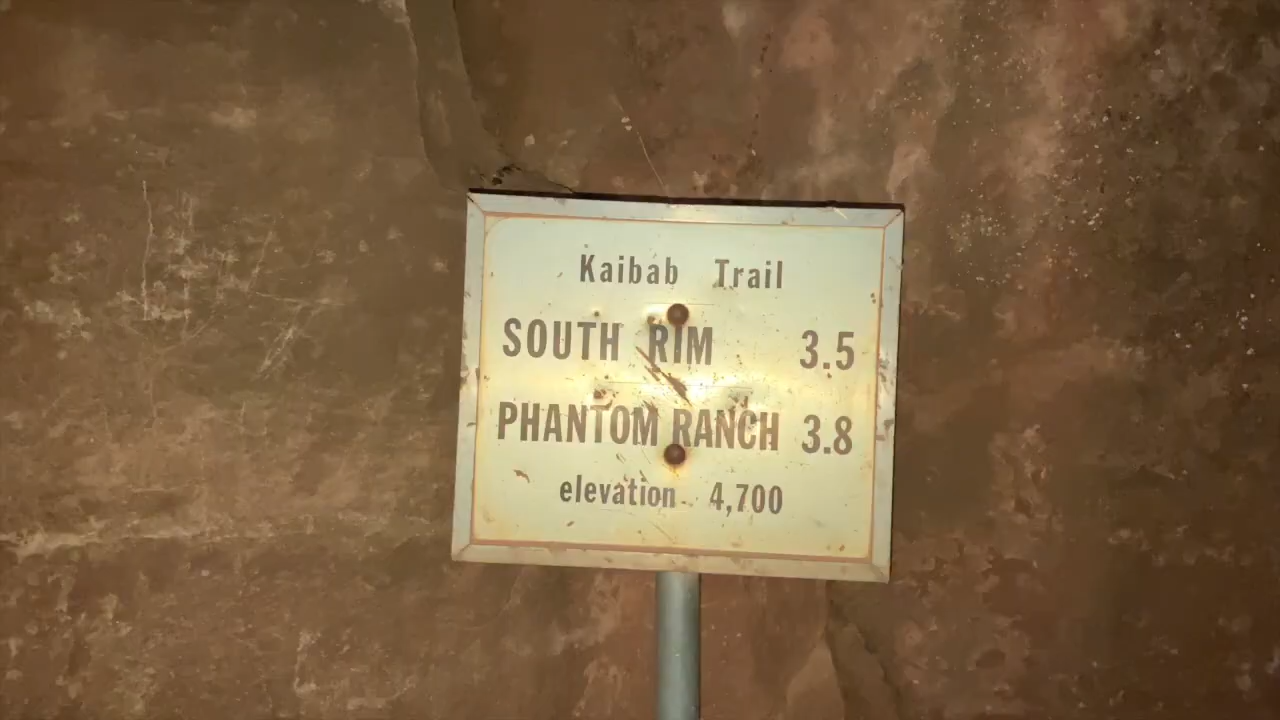 Kaibab Trail
SOUTH RIM 3.5
PHANTOM RANCH 3.8
elevation 4,700